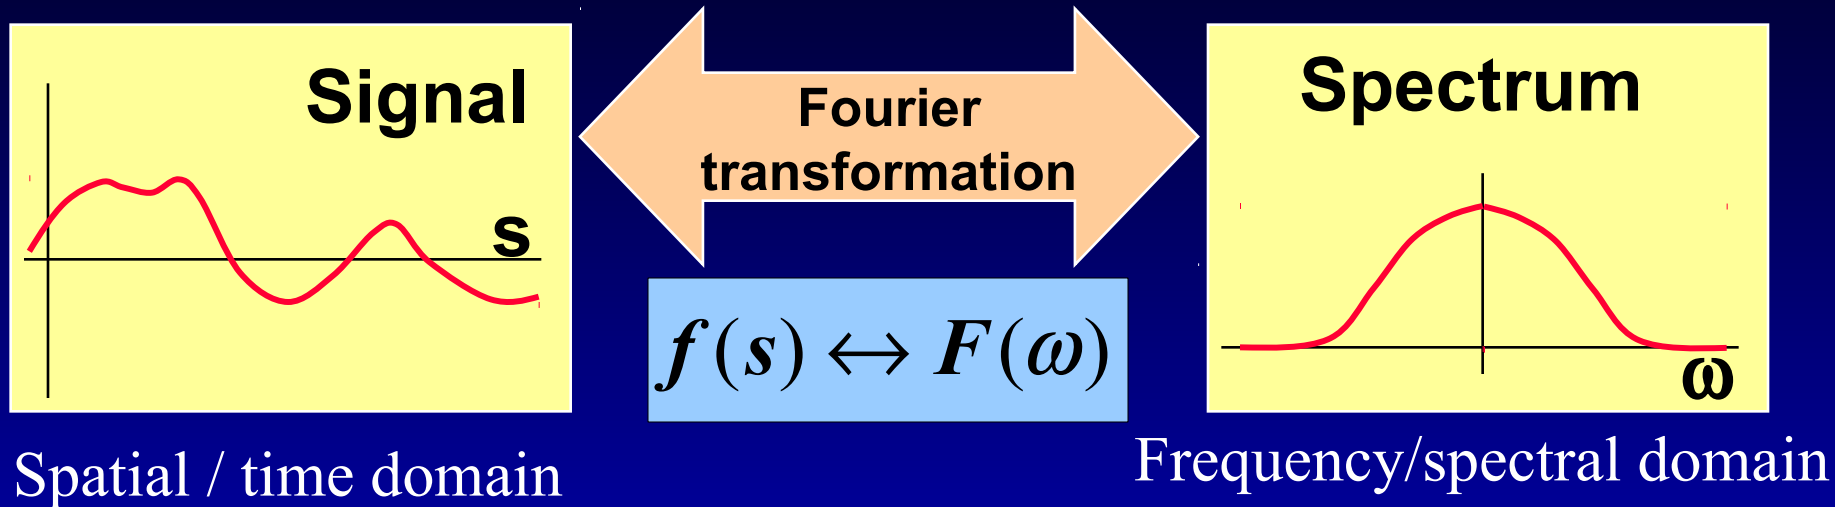 Signal
s
Spatial / time domain
Fourier
transformation
f(s) ↔ F(ω)
Spectrum
ω
Frequency/spectral domain